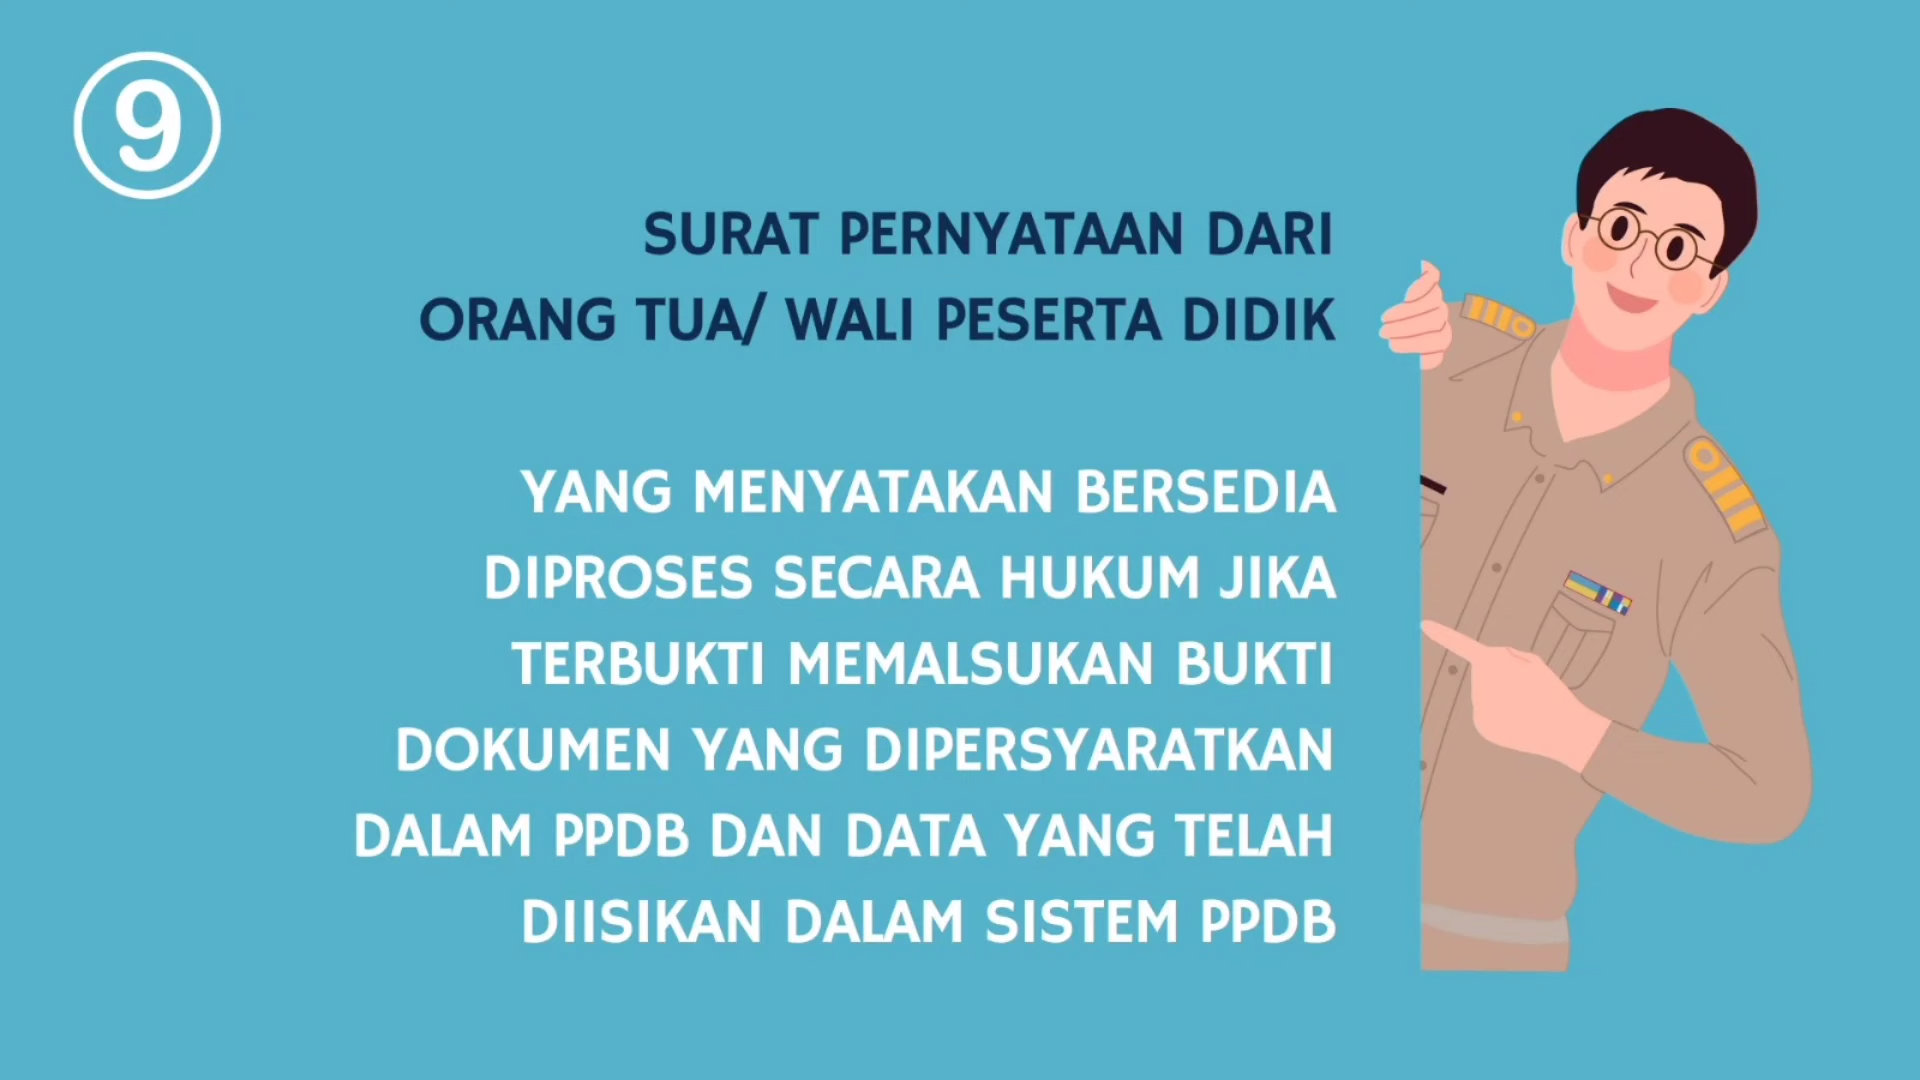 9
SURAT PERNYATAAN DARI
ORANG TUA/ WALI PESERTA DIDIK
YANG MENYATAKAN BERSEDIA
DIPROSES SECARA HUKUM JIKA
TERBUKTI MEMALSUKAN BUKTI
DOKUMEN YANG DIPERSYARATKAN
DALAM PPDB DAN DATA YANG TELAH
DIISIKAN DALAM SISTEM PPDB